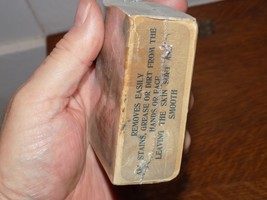 REMOVES EASILY
STAINS, GREASE OR DIRT FROM THE
HANDS OR FACE
LEAVING THE SKIN SOFT
SMOOTH